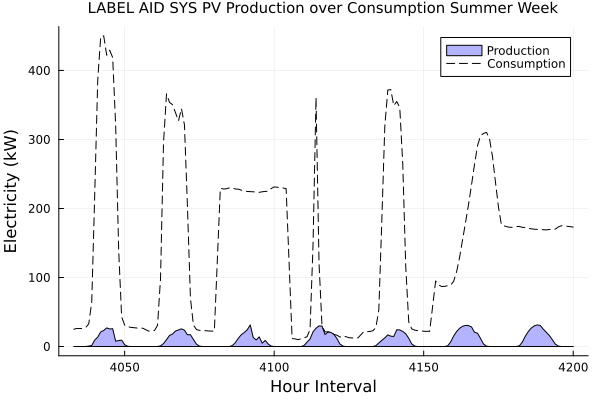 LABEL AID SYS PV Production over Consumption Summer Week
Production
Consumption
Electricity (kW)
400
300
200
100
0
4050
4100
4150
4200
Hour Interval